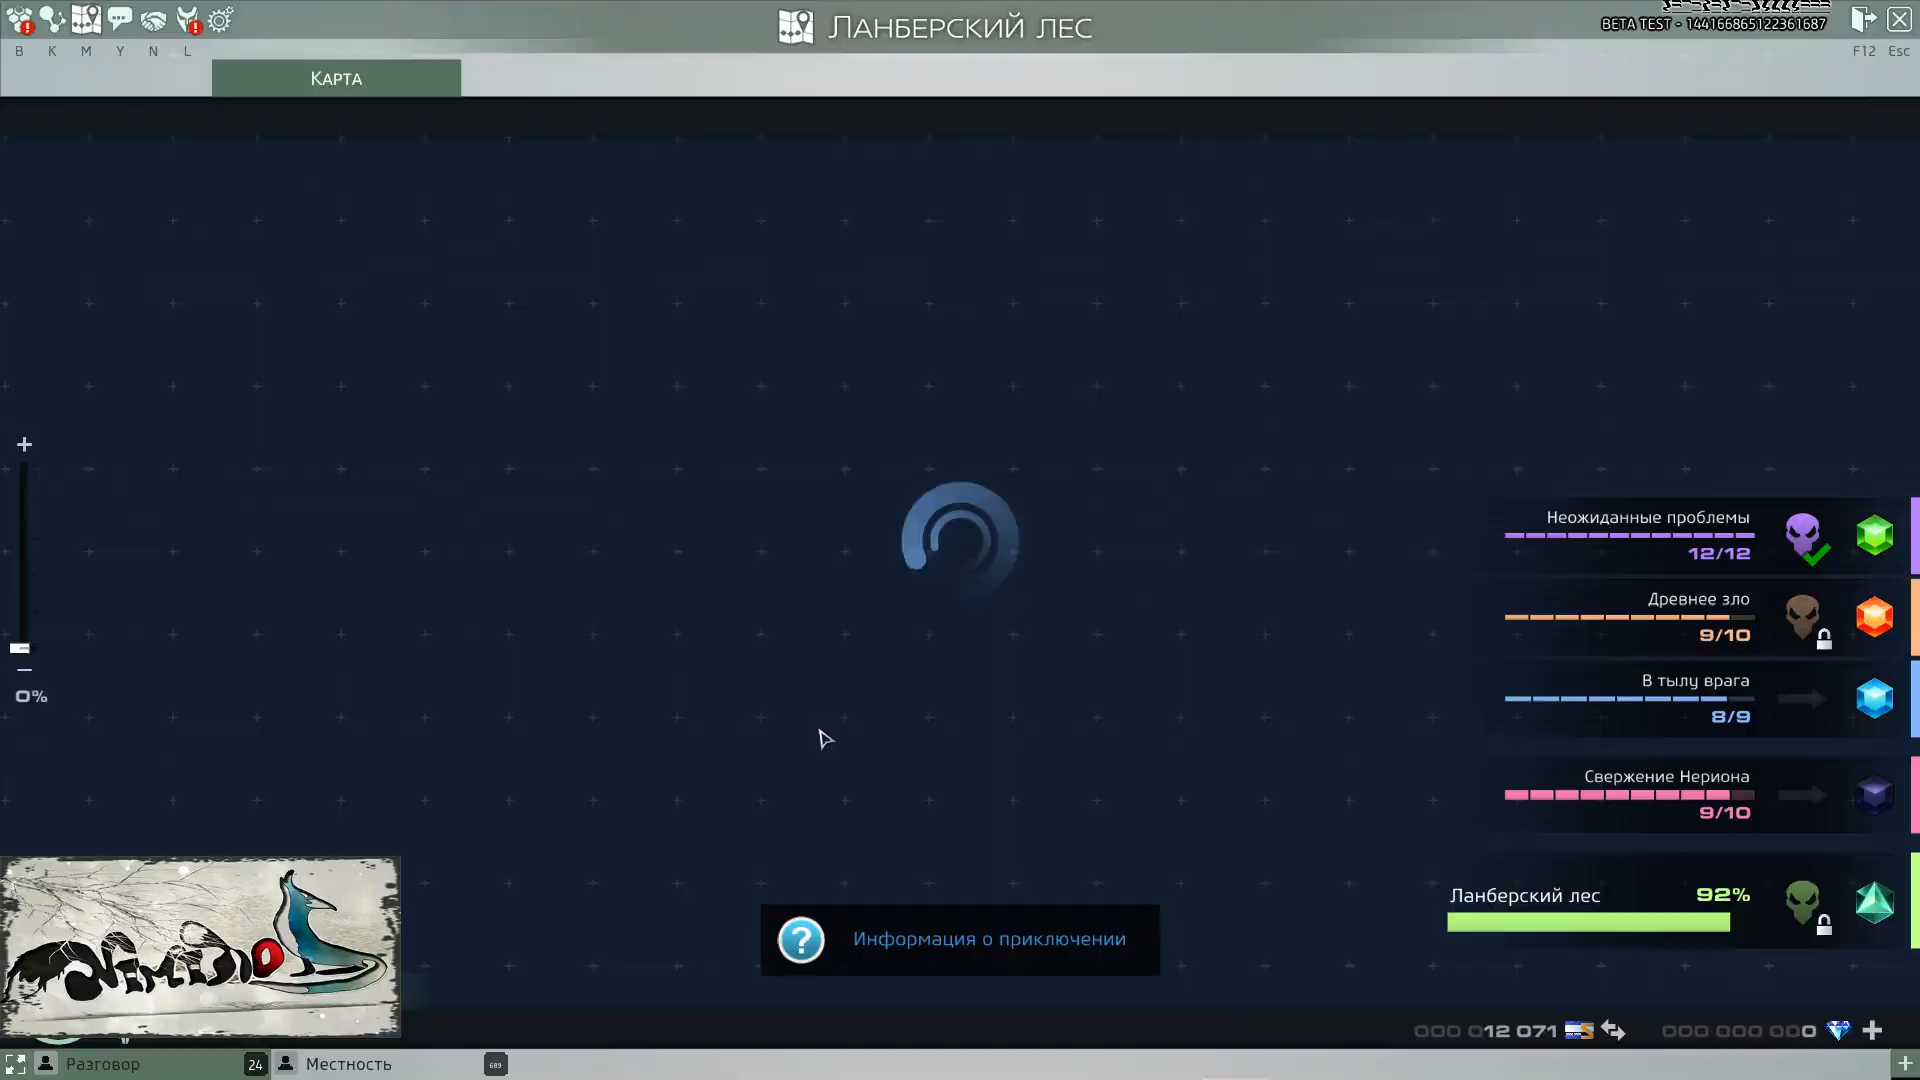 Ланберский лес
BETA TEST - 144166865122361687
B K M Y N L
F12 Esc
Карта
+
−
0%
Неожиданные проблемы
12/12
Древнее зло
9/10
В тылу врага
8/9
Свержение Нериона
9/10
Ланберский лес 92%
? Информация о приключении
000 012 071
000 000 000 +
Разговор 24 Местность 689 +